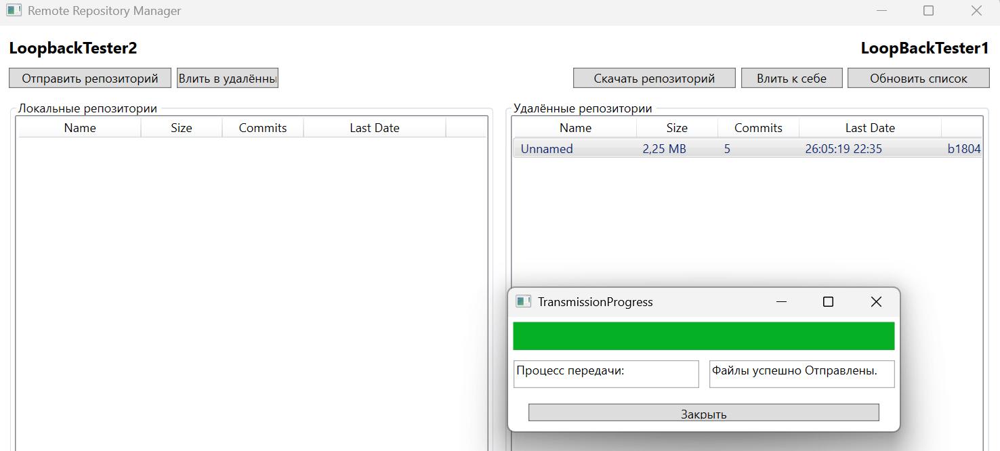 Remote Repository Manager
LoopbackTester2 LoopBackTester1
Отправить репозиторий Влить в удалённы Скачать репозиторий Влить к себе Обновить список
Локальные репозитории Удалённые репозитории
Name Size Commits Last Date Name Size Commits Last Date
Unnamed 2,25 MB 5 26:05:19 22:35 b1804
TransmissionProgress
Процесс передачи: Файлы успешно Отправлены.
Закрыть